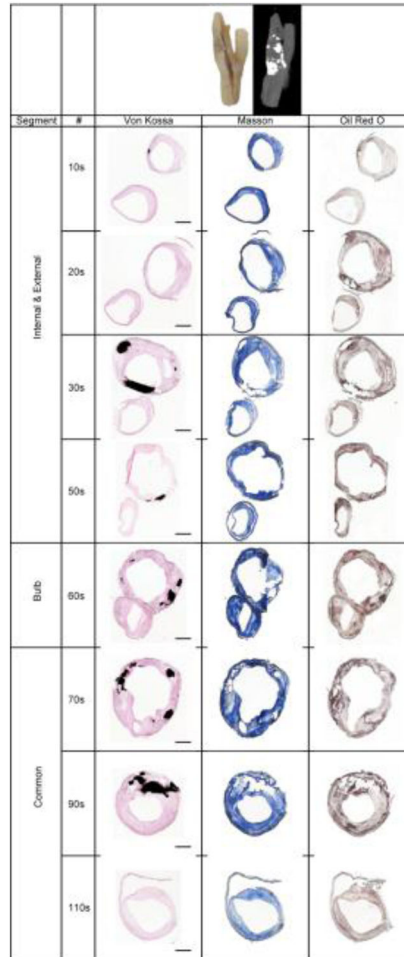 Segment # Von Kossa Masson Oil Red O
Internal & External
10s
20s
30s
50s
Bulb
60s
Common
70s
90s
110s